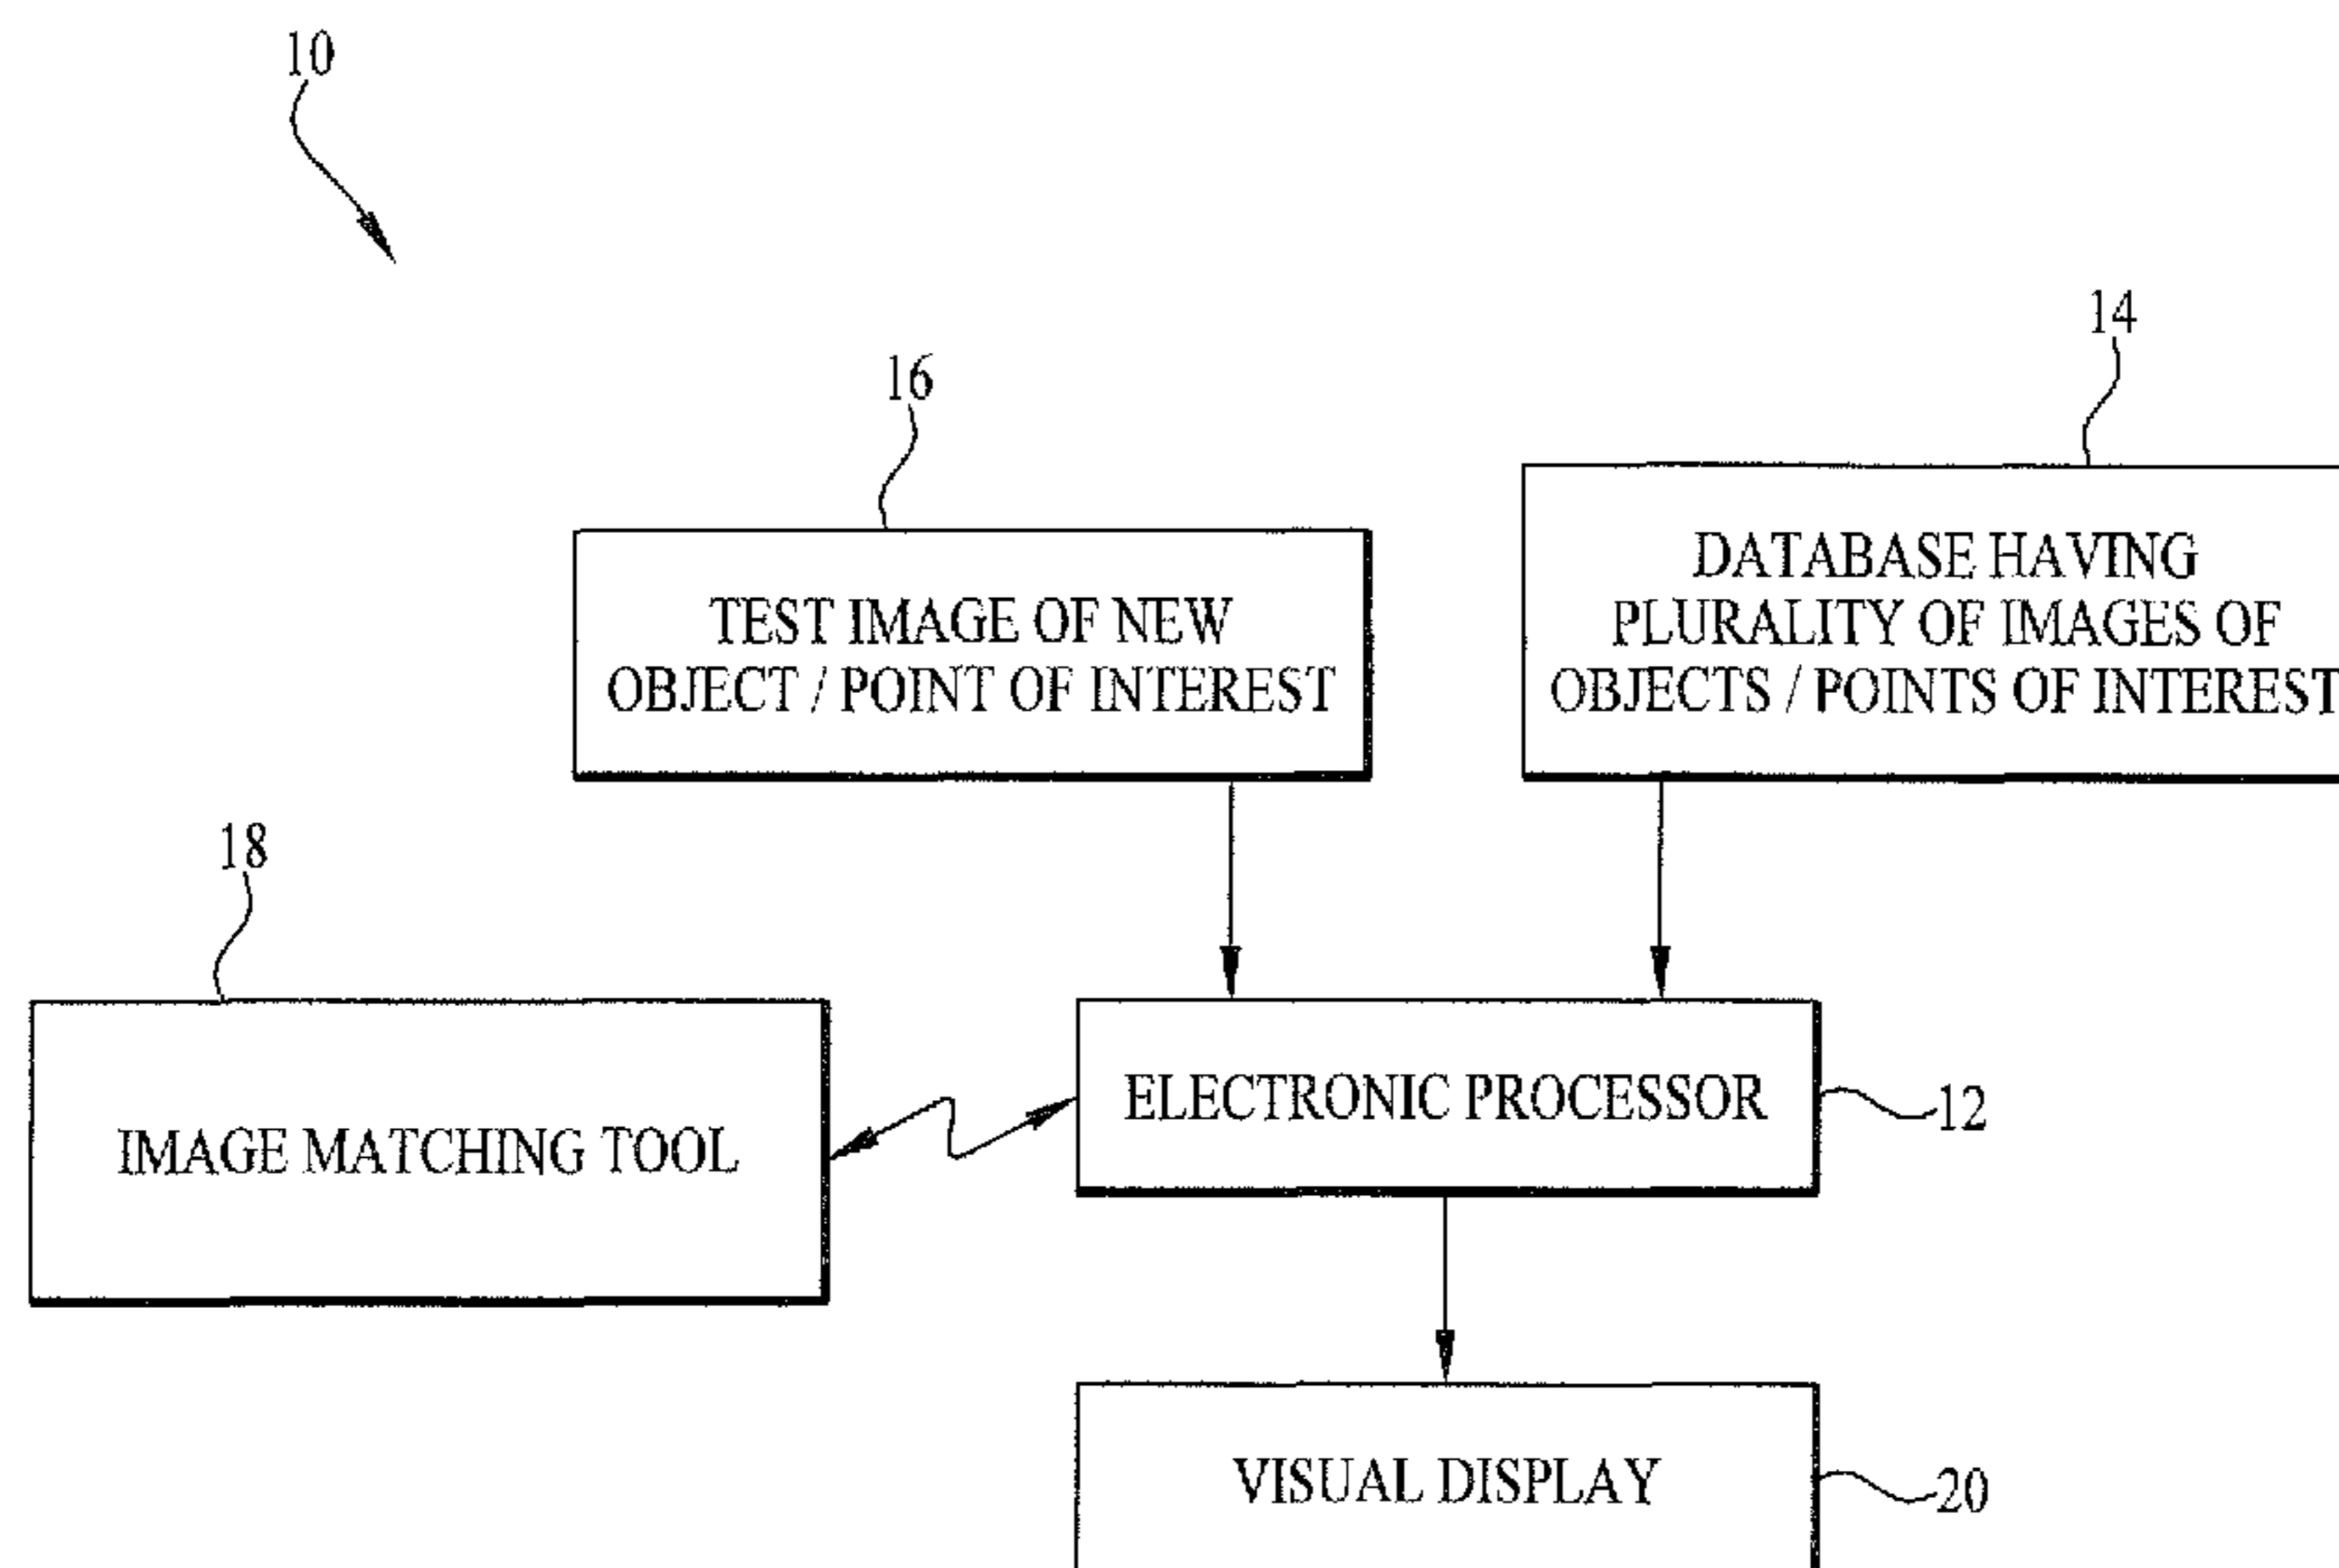 10
14
16
DATABASE HAVING
PLURALITY OF IMAGES OF
OBJECTS / POINTS OF INTEREST
TEST IMAGE OF NEW
OBJECT / POINT OF INTEREST
18
ELECTRONIC PROCESSOR
12
IMAGE MATCHING TOOL
VISUAL DISPLAY
20